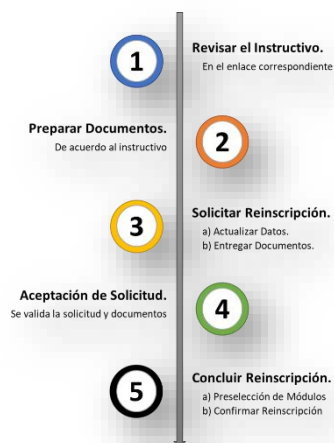 1
Revisar el Instructivo.
En el enlace correspondiente
Preparar Documentos.
De acuerdo al instructivo
2
3
Solicitar Reinscripción.
a) Actualizar Datos.
b) Entregar Documentos.
Aceptación de Solicitud.
Se valida la solicitud y documentos
4
5
Concluir Reinscripción.
a) Preselección de Módulos
b) Confirmar Reinscripción